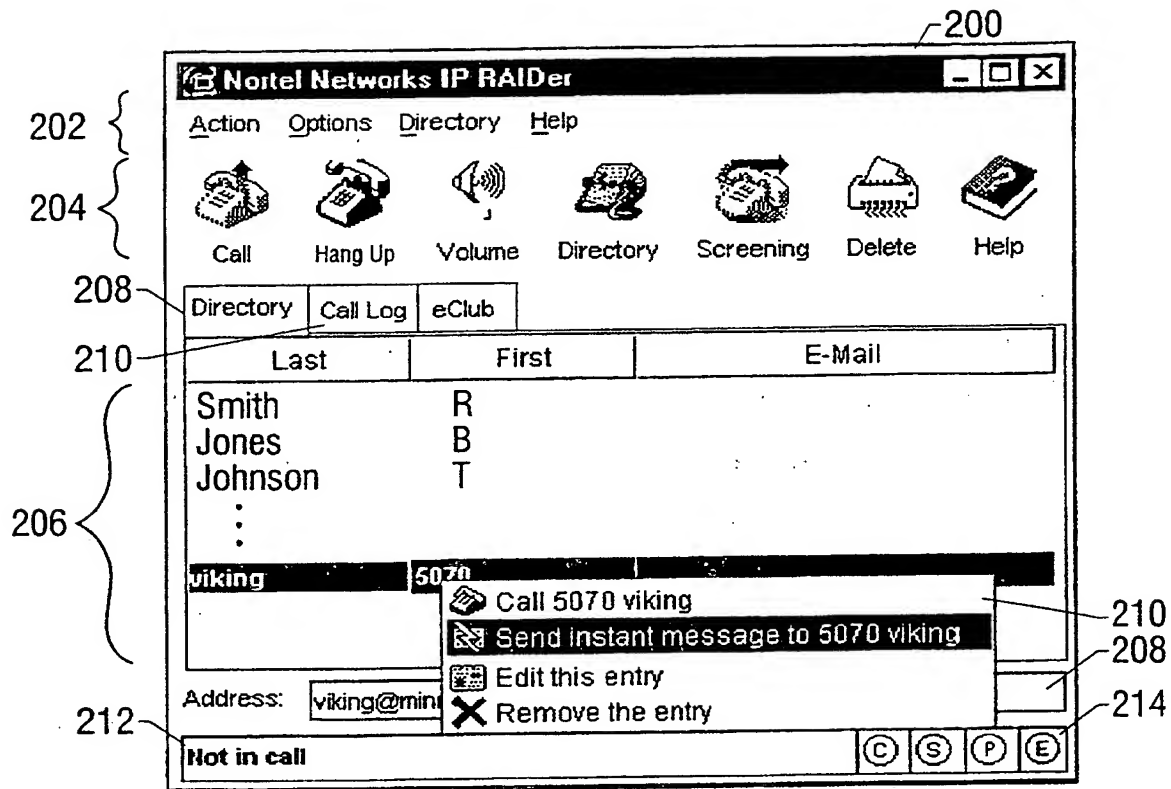 200
Nortel Networks IP RAIDer
202
Action Options Directory Help
204
Call Hang Up Volume Directory Screening Delete Help
208
Directory Call Log eClub
210
Last First E-Mail
Smith R
Jones B
Johnson T
206
viking 5070
Call 5070 viking
210
Send instant message to 5070 viking
208
Edit this entry
Address: viking@
Remove the entry
214
212
Not in call C S P E